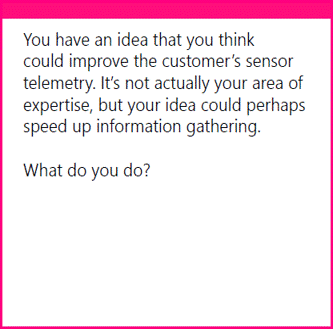 You have an idea that you think
could improve the customer’s sensor
telemetry. It’s not actually your area of
expertise, but your idea could perhaps
speed up information gathering.
What do you do?